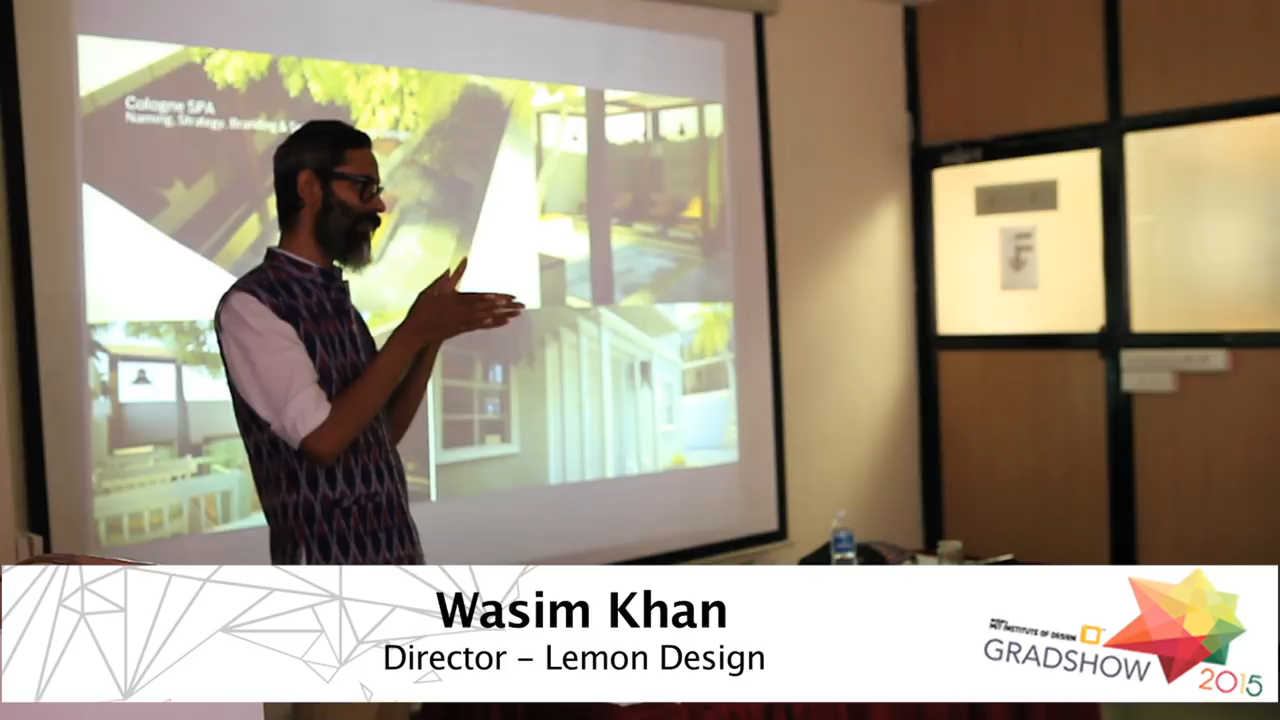 Cologne SPA
Naming, Strategy, Branding &
Wasim Khan
Director – Lemon Design
MIT INSTITUTE OF DESIGN
GRADSHOW
2015